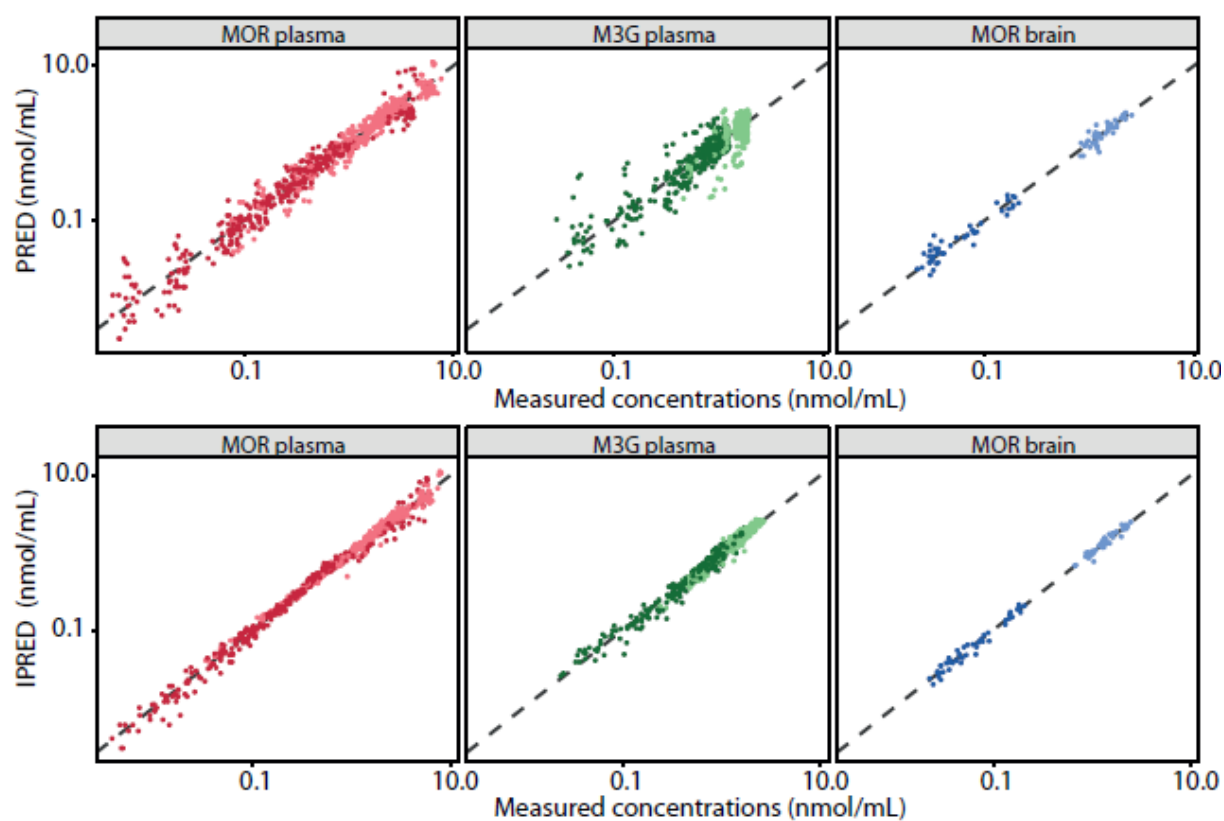 MOR plasma M3G plasma MOR brain
10.0
0.1
PRED (nmol/mL)
0.1 10.0 0.1 10.0 0.1 10.0
Measured concentrations (nmol/mL)
MOR plasma M3G plasma MOR brain
10.0
0.1
IPRED (nmol/mL)
0.1 10.0 0.1 10.0 0.1 10.0
Measured concentrations (nmol/mL)